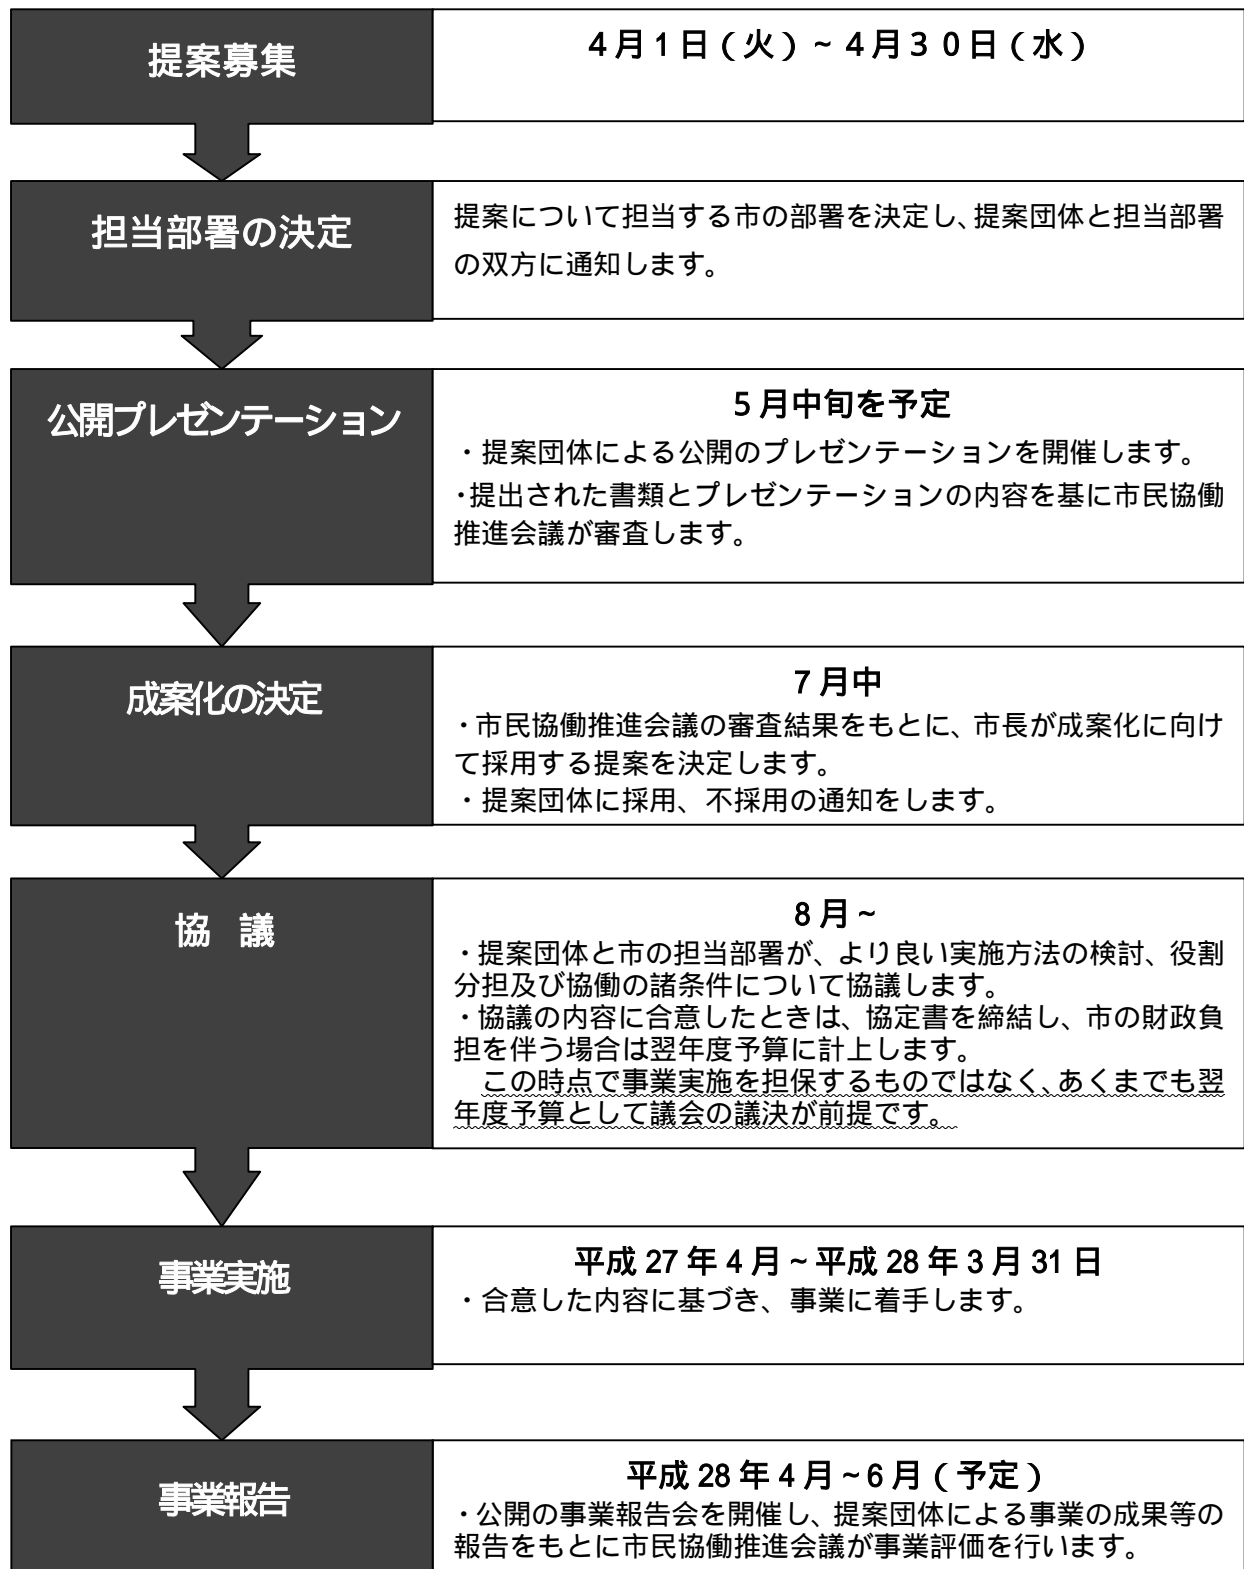 提案募集
4月1日（火）~4月30日（水）
担当部署の決定
提案について担当する市の部署を決定し、提案団体と担当部署
の双方に通知します。
公開プレゼンテーション
5月中旬を予定
・提案団体による公開のプレゼンテーションを開催します。
・提出された書類とプレゼンテーションの内容を基に市民協働
推進会議が審査します。
成案化の決定
7月中
・市民協働推進会議の審査結果をもとに、市長が成案化に向け
て採用する提案を決定します。
・提案団体に採用、不採用の通知をします。
協　議
8月~
・提案団体と市の担当部署が、より良い実施方法の検討、役割
分担及び協働の諸条件について協議します。
・協議の内容に合意したときは、協定書を締結し、市の財政負
担を伴う場合は翌年度予算に計上します。
この時点で事業実施を担保するものではなく、あくまでも翌
年度予算として議会の議決が前提です。
事業実施
平成27年4月~平成28年3月31日
・合意した内容に基づき、事業に着手します。
事業報告
平成28年4月~6月（予定）
・公開の事業報告会を開催し、提案団体による事業の成果等の
報告をもとに市民協働推進会議が事業評価を行います。